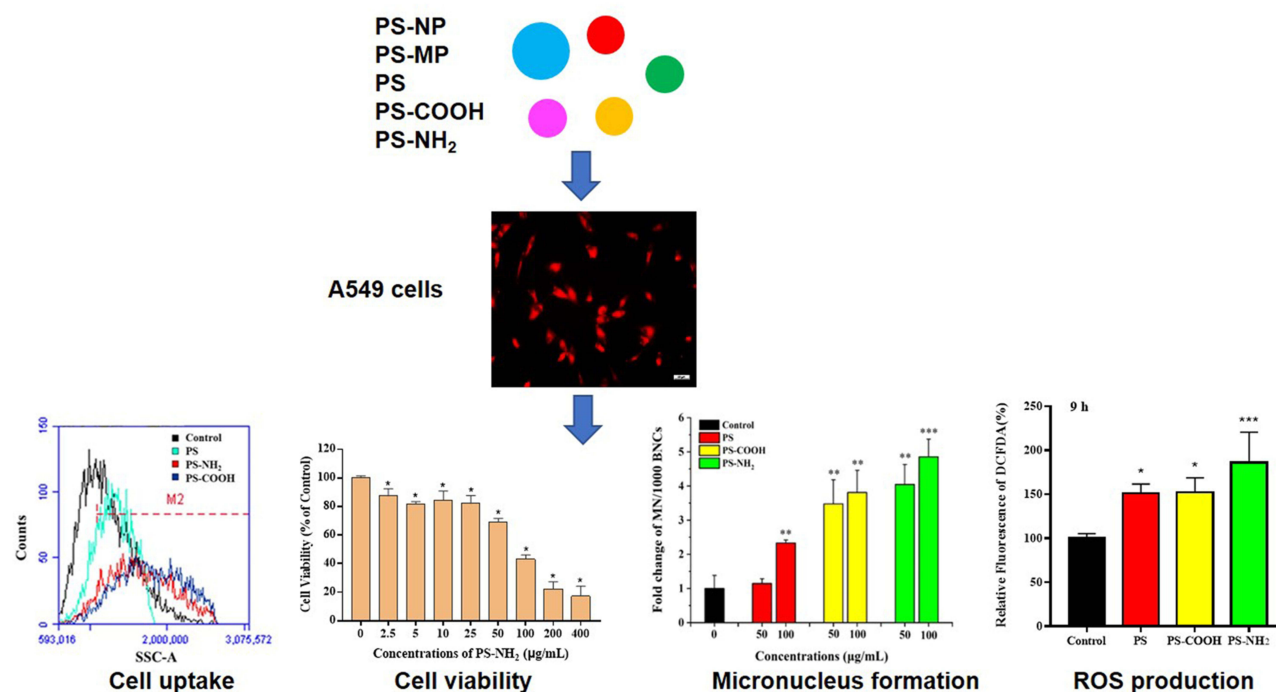 PS-NP
PS-MP
PS
PS-COOH
PS-NH₂
A549 cells
150
100
50
0
Counts
Control
PS
PS-NH₂
PS-COOH
M2
593,016
2,000,000
3,075,572
SSC-A
Cell uptake
Cell Viability (% of Control)
120
100
80
60
40
20
0
*
*
*
*
*
*
*
*
0 2.5 5 10 25 50 100 200 400
Concentrations of PS-NH₂ (μg/mL)
Cell viability
Fold change of MN/1000 BNCs
6
5
4
3
2
1
0
Control
PS
PS-COOH
PS-NH₂
**
**
**
**
***
0 50 100 50 100 50 100
Concentrations (μg/mL)
Micronucleus formation
Relative Fluorescence of DCFDA(%)
250
200
150
100
50
0
9 h
*
*
***
Control PS PS-COOH PS-NH₂
ROS production